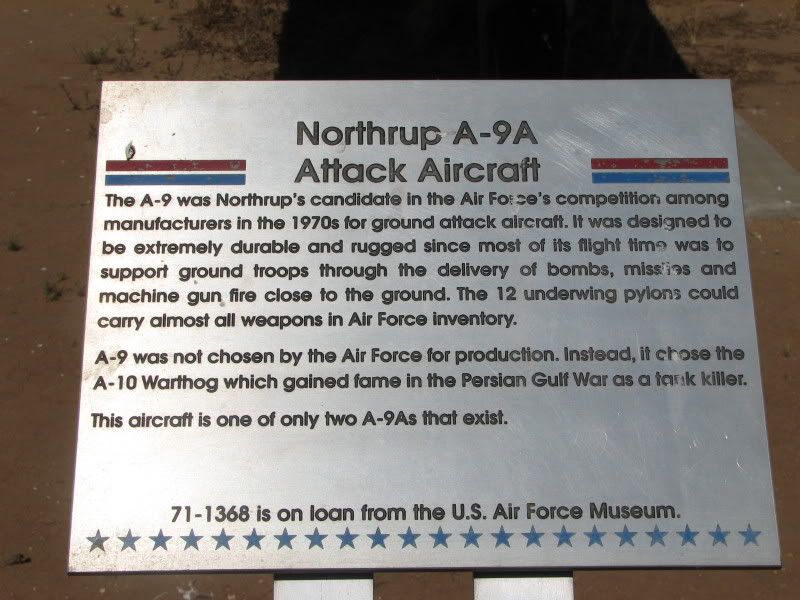 Northrup A-9A
Attack Aircraft
The A-9 was Northrup's candidate in the Air Force's competition among
manufacturers in the 1970s for ground attack aircraft. It was designed to
be extremely durable and rugged since most of its flight time was to
support ground troops through the delivery of bombs, missiles and
machine gun fire close to the ground. The 12 underwing pylons could
carry almost all weapons in Air Force inventory.
A-9 was not chosen by the Air Force for production. Instead, it chose the
A-10 Warthog which gained fame in the Persian Gulf War as a tank killer.
This aircraft is one of only two A-9As that exist.
71-1368 is on loan from the U.S. Air Force Museum.